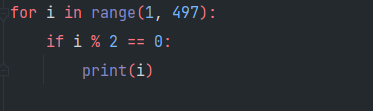 for i in range(1, 497):
    if i % 2 == 0:
        print(i)